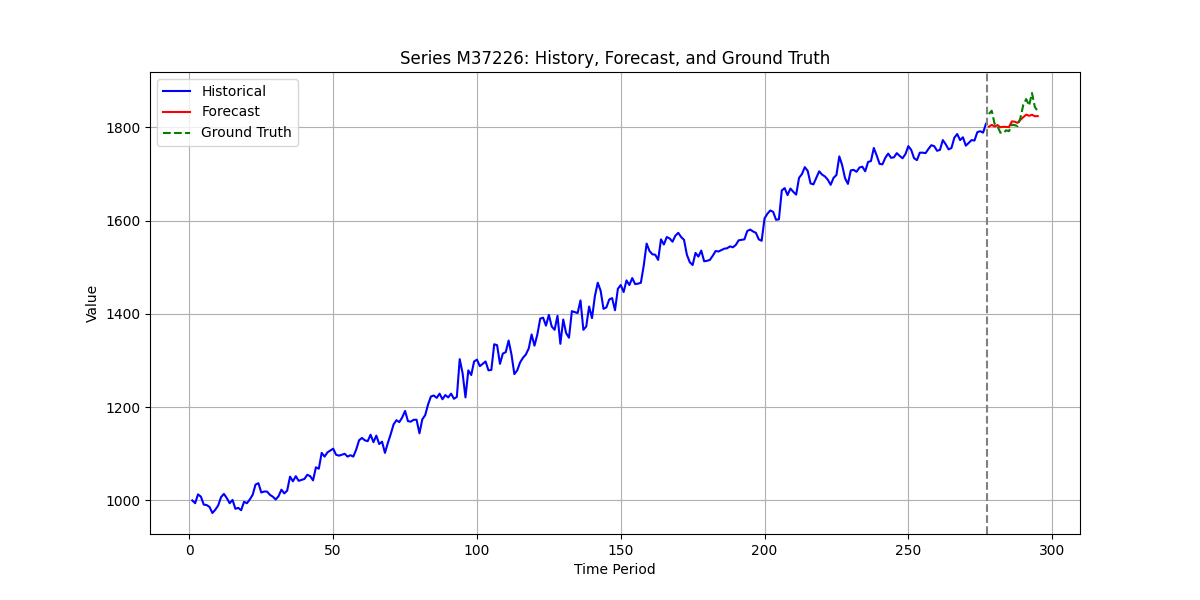 Series M37226: History, Forecast, and Ground Truth
Historical
Forecast
Ground Truth
1800
1600
1400
1200
1000
Value
0 50 100 150 200 250 300
Time Period